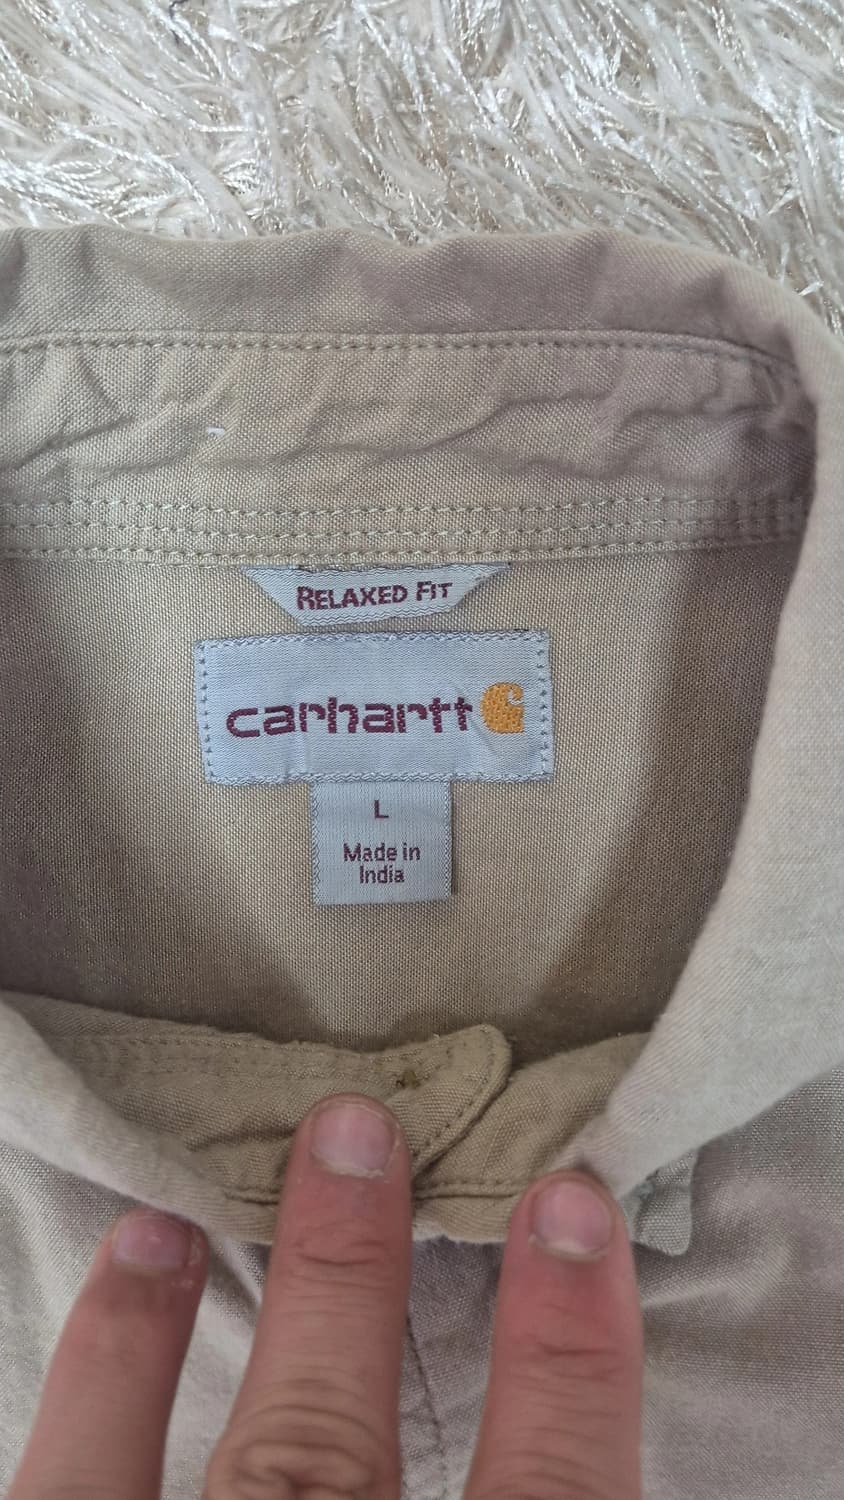 RELAXED FIT
carhartt
L
Made in
India